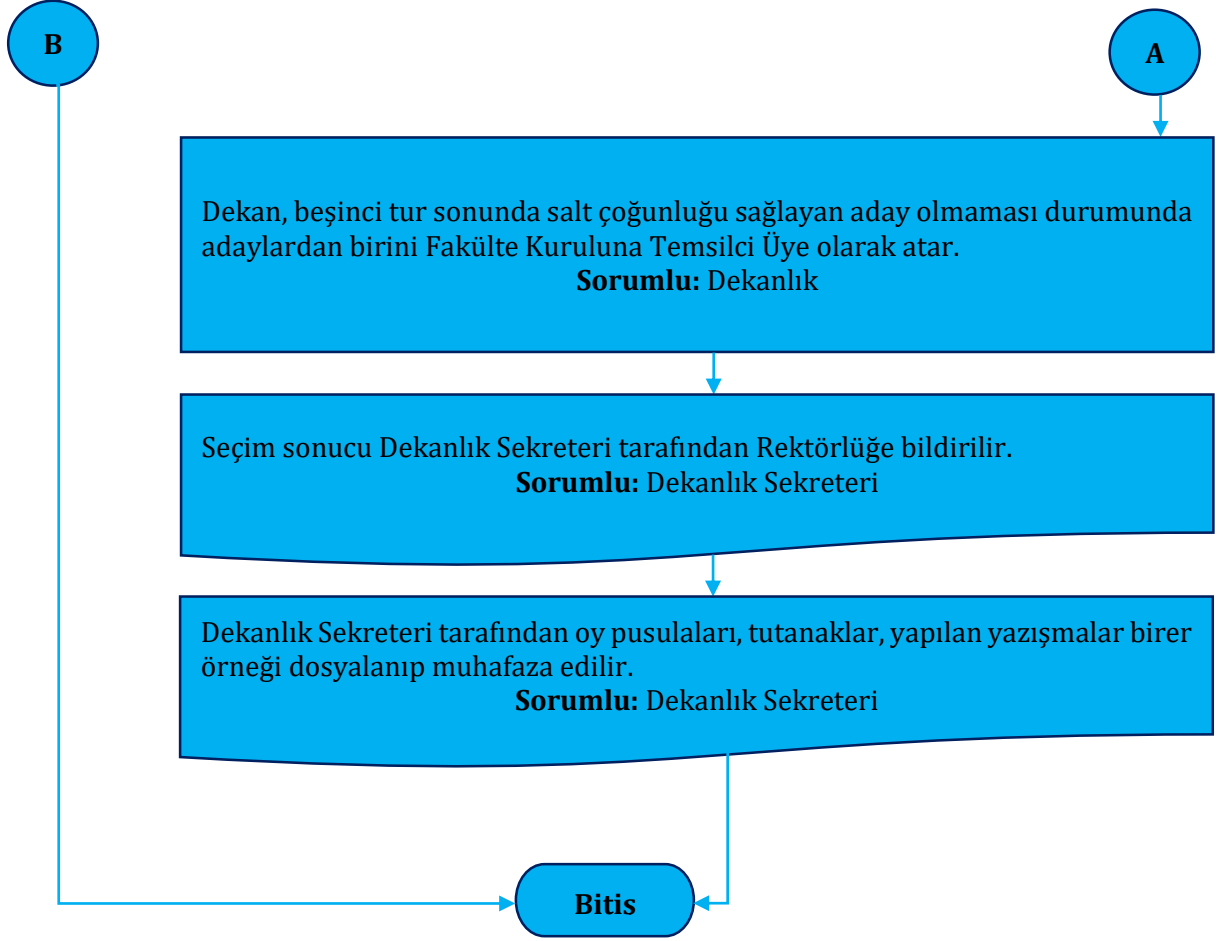 B
A
Dekan, beşinci tur sonunda salt çoğunluğu sağlayan aday olmaması durumunda
adaylardan birini Fakülte Kuruluna Temsilci Üye olarak atar.
Sorumlu: Dekanlık
Seçim sonucu Dekanlık Sekreteri tarafından Rektörlüğe bildirilir.
Sorumlu: Dekanlık Sekreteri
Dekanlık Sekreteri tarafından oy pusulaları, tutanaklar, yapılan yazışmalar birer
örneği dosyalanıp muhafaza edilir.
Sorumlu: Dekanlık Sekreteri
Bitis